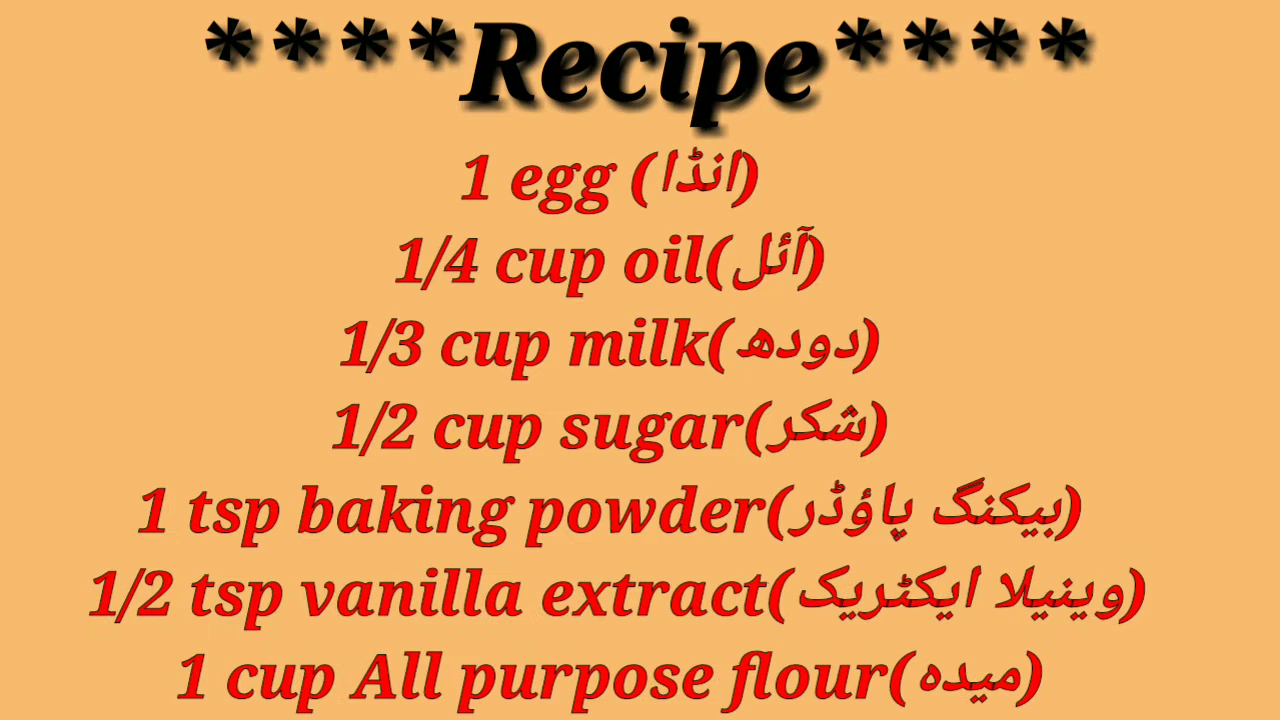 ****Recipe****
1 egg (انڈا)
1/4 cup oil(آئل)
1/3 cup milk(دودھ)
1/2 cup sugar(شکر)
1 tsp baking powder(بیکنگ پاؤڈر)
1/2 tsp vanilla extract(وینیلا ایکٹریک)
1 cup All purpose flour(میدہ)